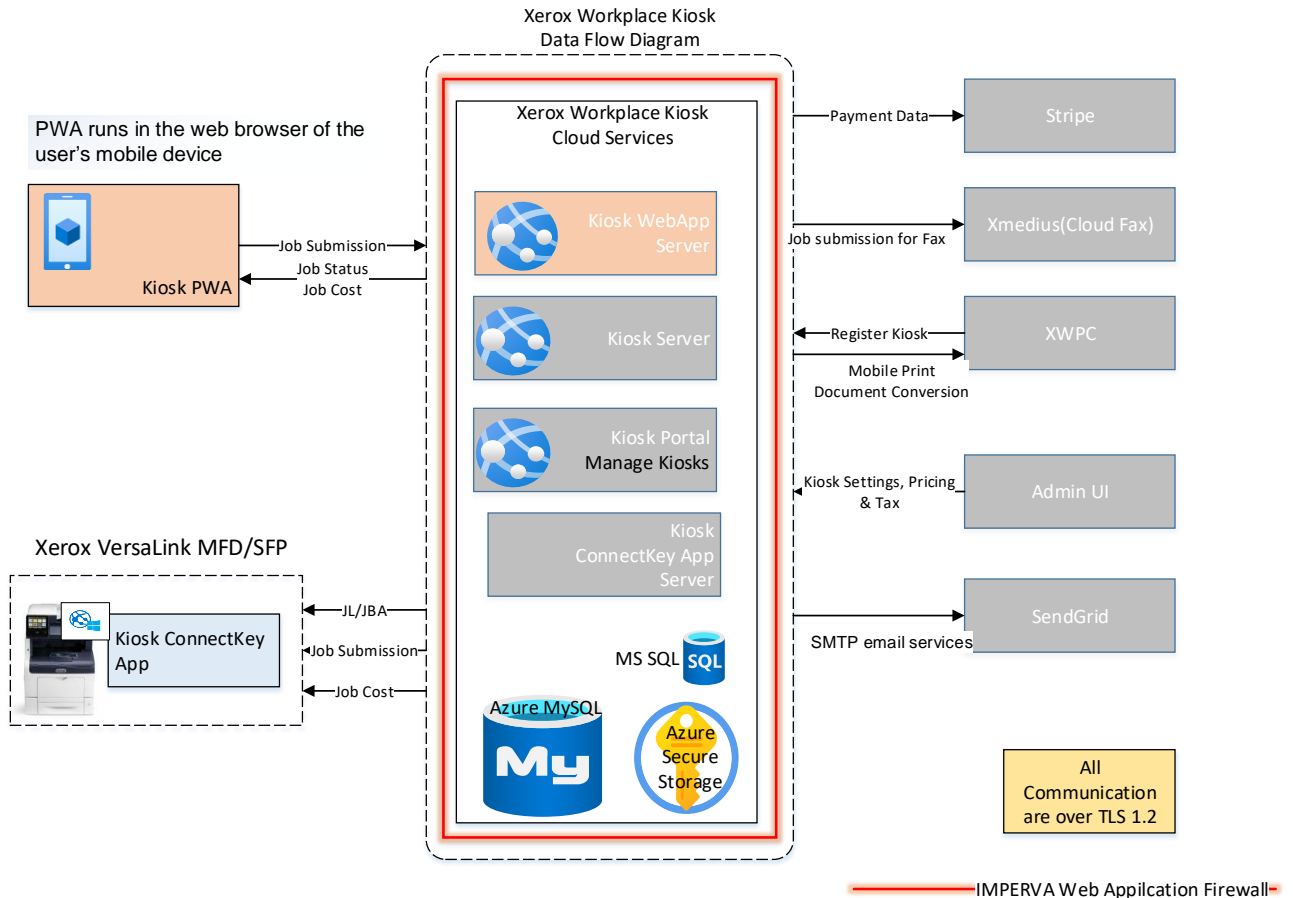 Xerox Workplace Kiosk
Data Flow Diagram
PWA runs in the web browser of the
user's mobile device
Kiosk PWA
Job Submission
Job Status
Job Cost
Xerox Workplace Kiosk
Cloud Services
Kiosk WebApp
Server
Kiosk Server
Kiosk Portal
Manage Kiosks
Kiosk
ConnectKey App
Server
MS SQL
SQL
Azure MySQL
My
Azure
Secure
Storage
Payment Data
Stripe
Job submission for Fax
Xmedius(Cloud Fax)
Register Kiosk
Mobile Print
Document Conversion
XWPC
Kiosk Settings, Pricing
& Tax
Admin UI
SMTP email services
SendGrid
Xerox VersaLink MFD/SFP
Kiosk ConnectKey
App
JL/JBA
Job Submission
Job Cost
All
Communication
are over TLS 1.2
IMPERVA Web Appilcation Firewall